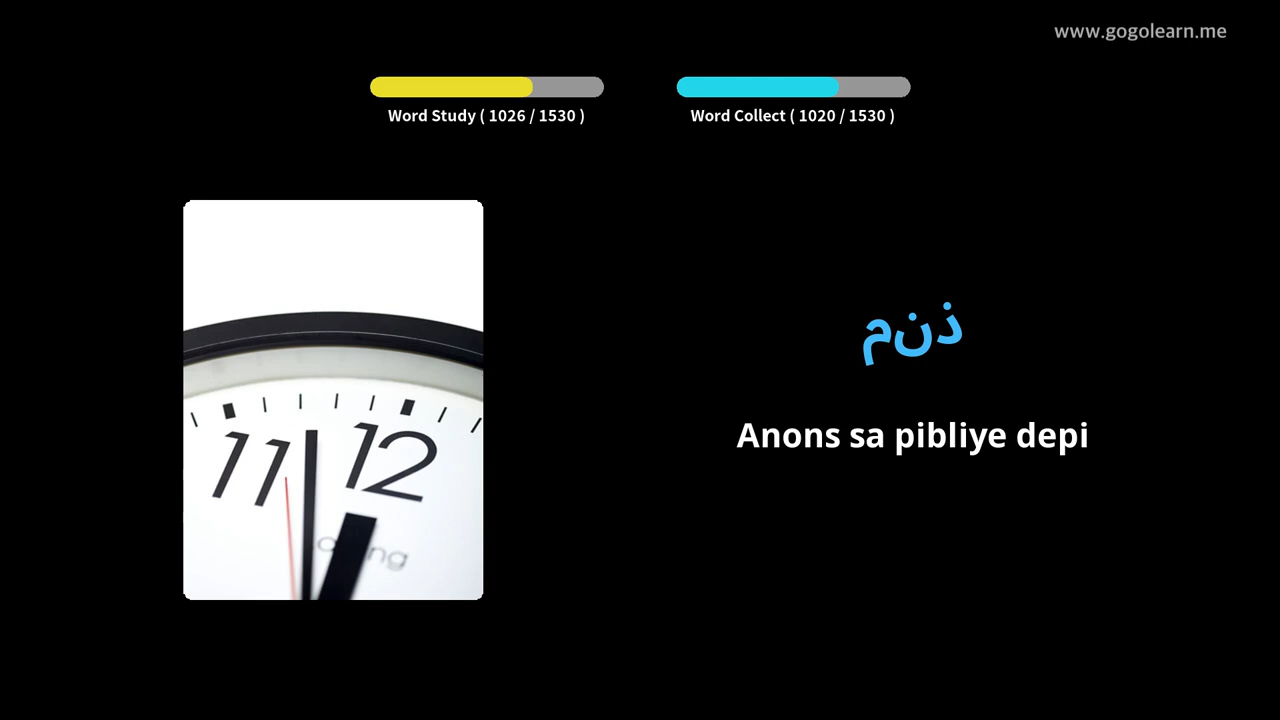 www.gogolearn.me
Word Study ( 1026 / 1530 )
Word Collect ( 1020 / 1530 )
11 12
منذ
Anons sa pibliye depi